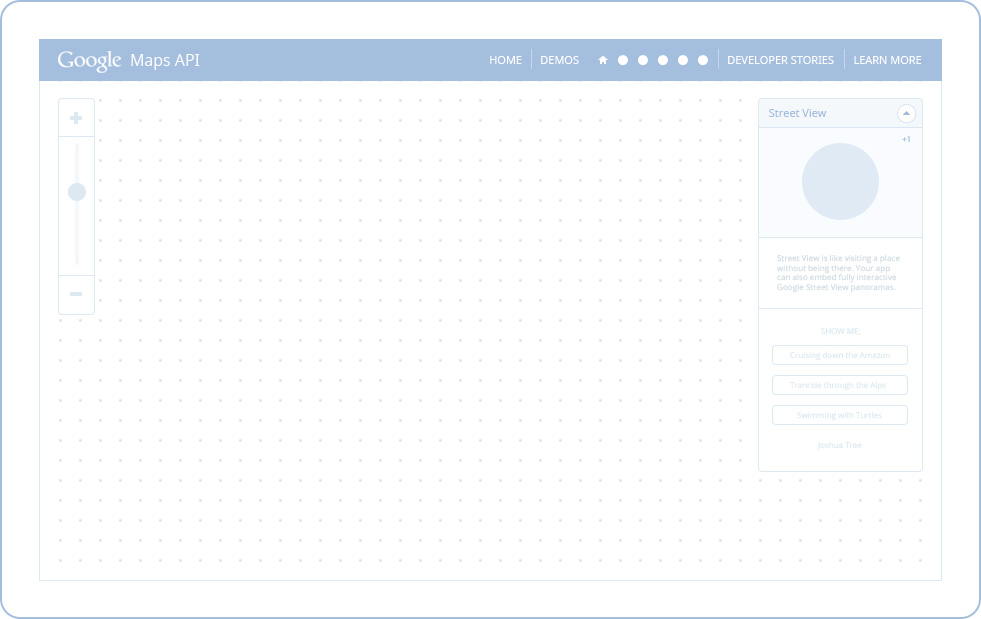 Google Maps API
HOME
DEMOS
DEVELOPER STORIES
LEARN MORE
Street View
+1
Street View is like visiting a place
without being there. Your app
can also embed fully interactive
Google Street View panoramas.
SHOW ME:
Cruising down the Amazon
Trancide through the Alps
Swimming with Turtles
Joshua Tree